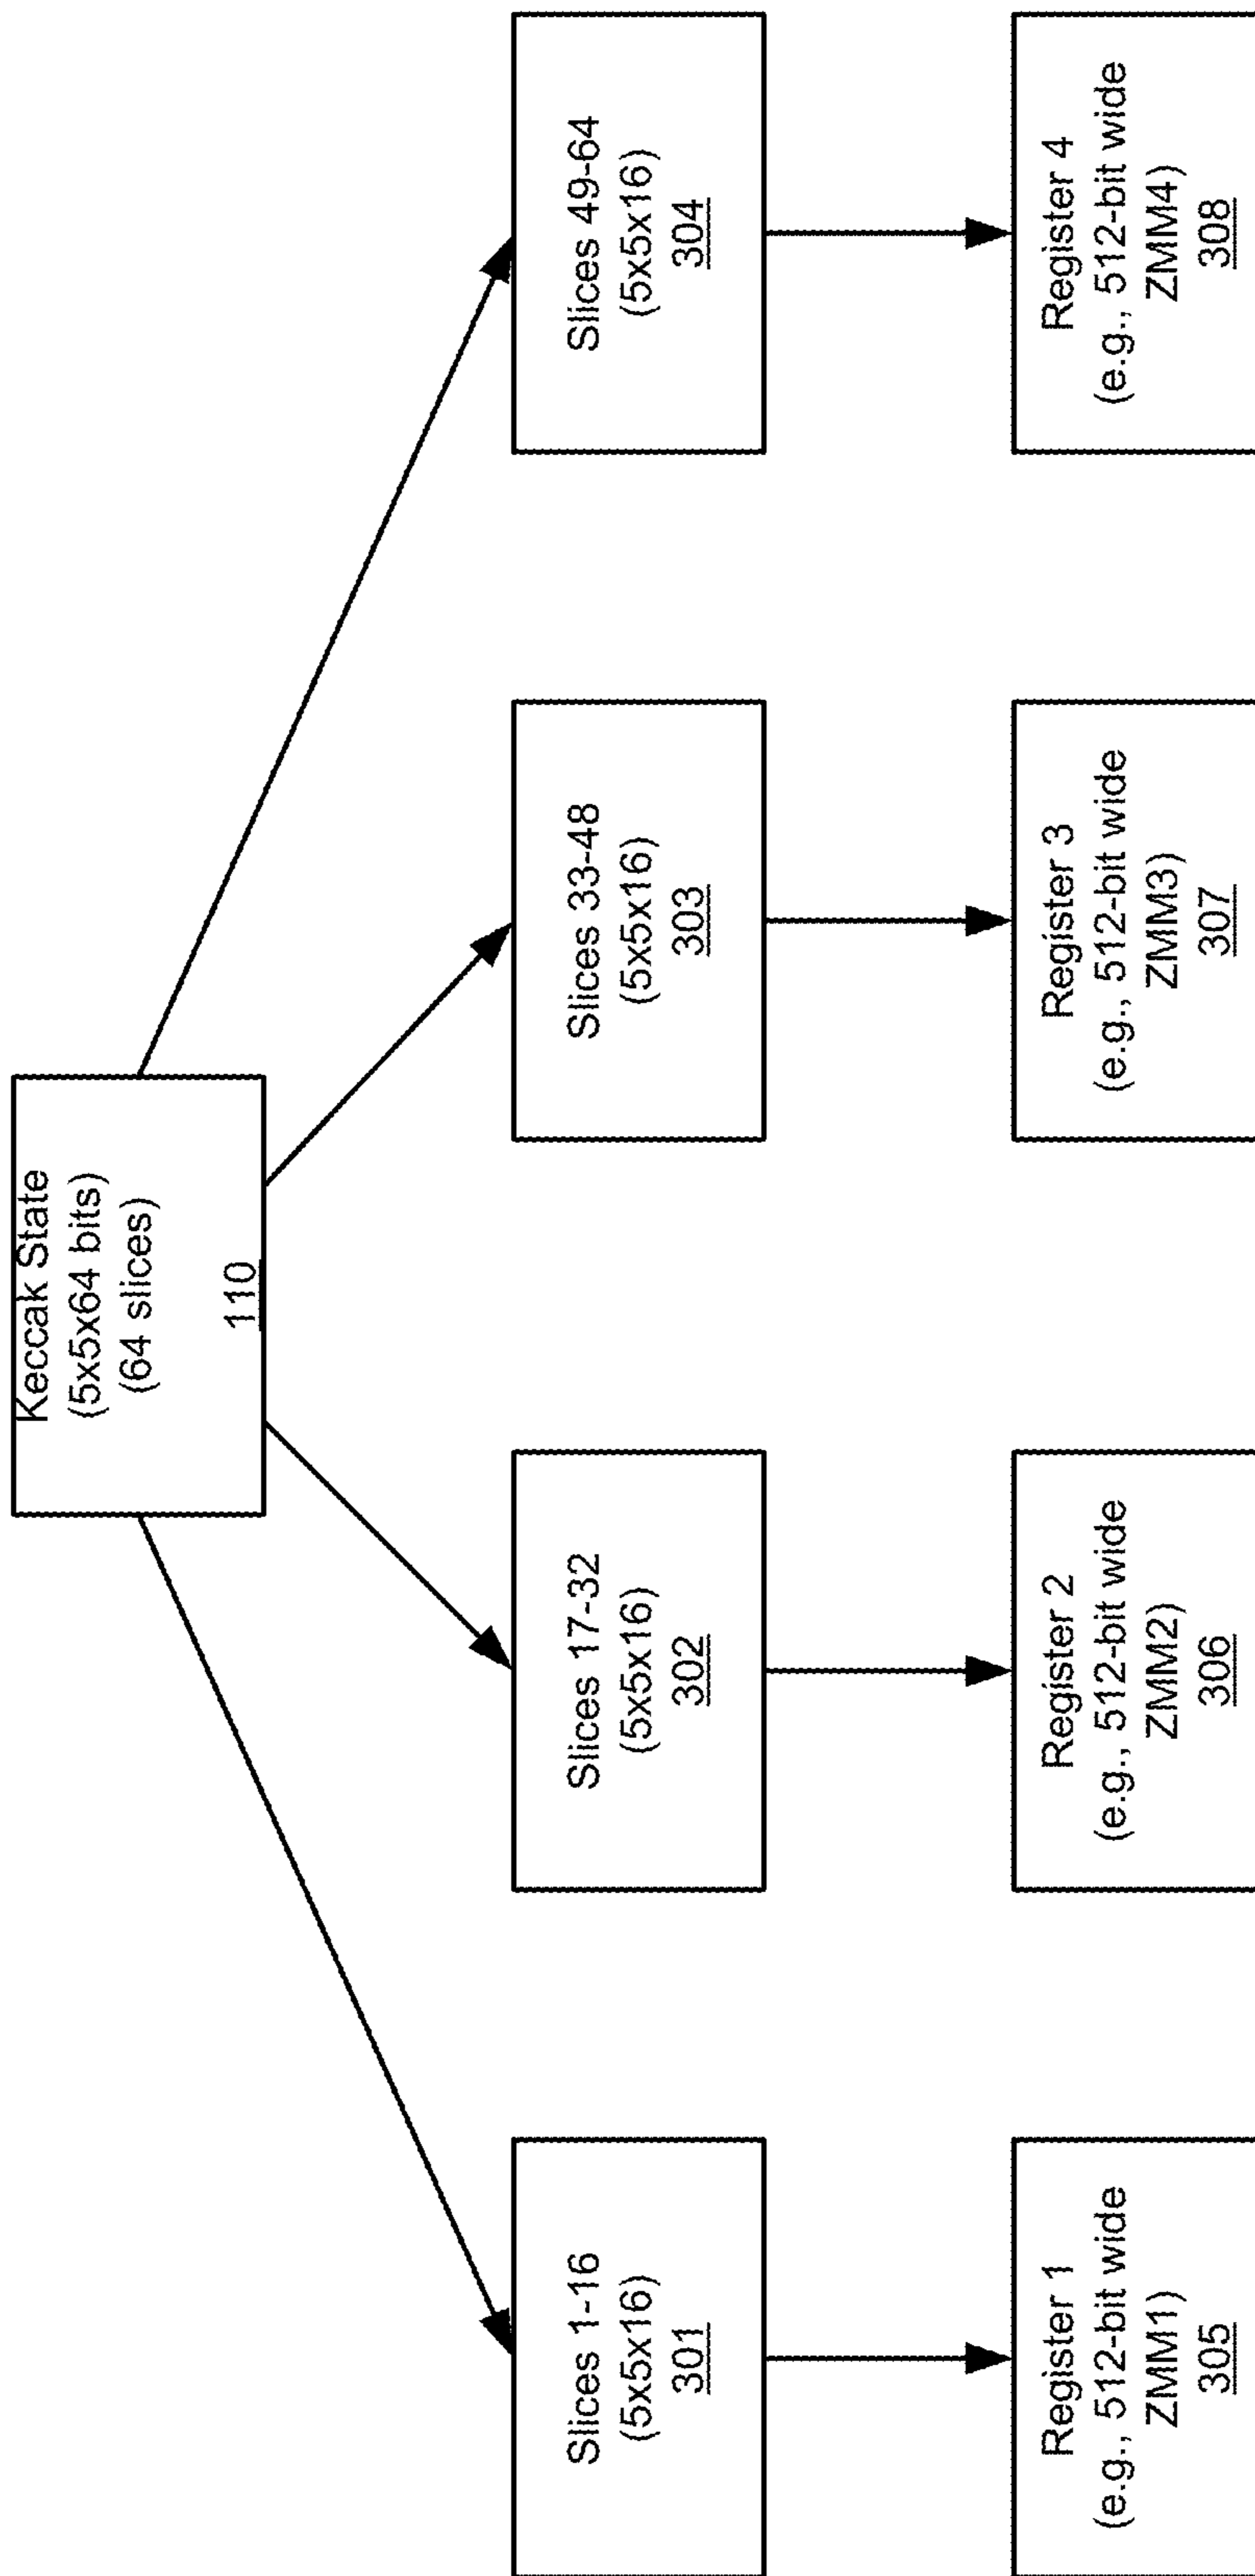 Keccak State
(5x5x64 bits)
(64 slices)
110
Slices 1-16
(5x5x16)
301
Slices 17-32
(5x5x16)
302
Slices 33-48
(5x5x16)
303
Slices 49-64
(5x5x16)
304
Register 1
(e.g., 512-bit wide
ZMM1)
305
Register 2
(e.g., 512-bit wide
ZMM2)
306
Register 3
(e.g., 512-bit wide
ZMM3)
307
Register 4
(e.g., 512-bit wide
ZMM4)
308